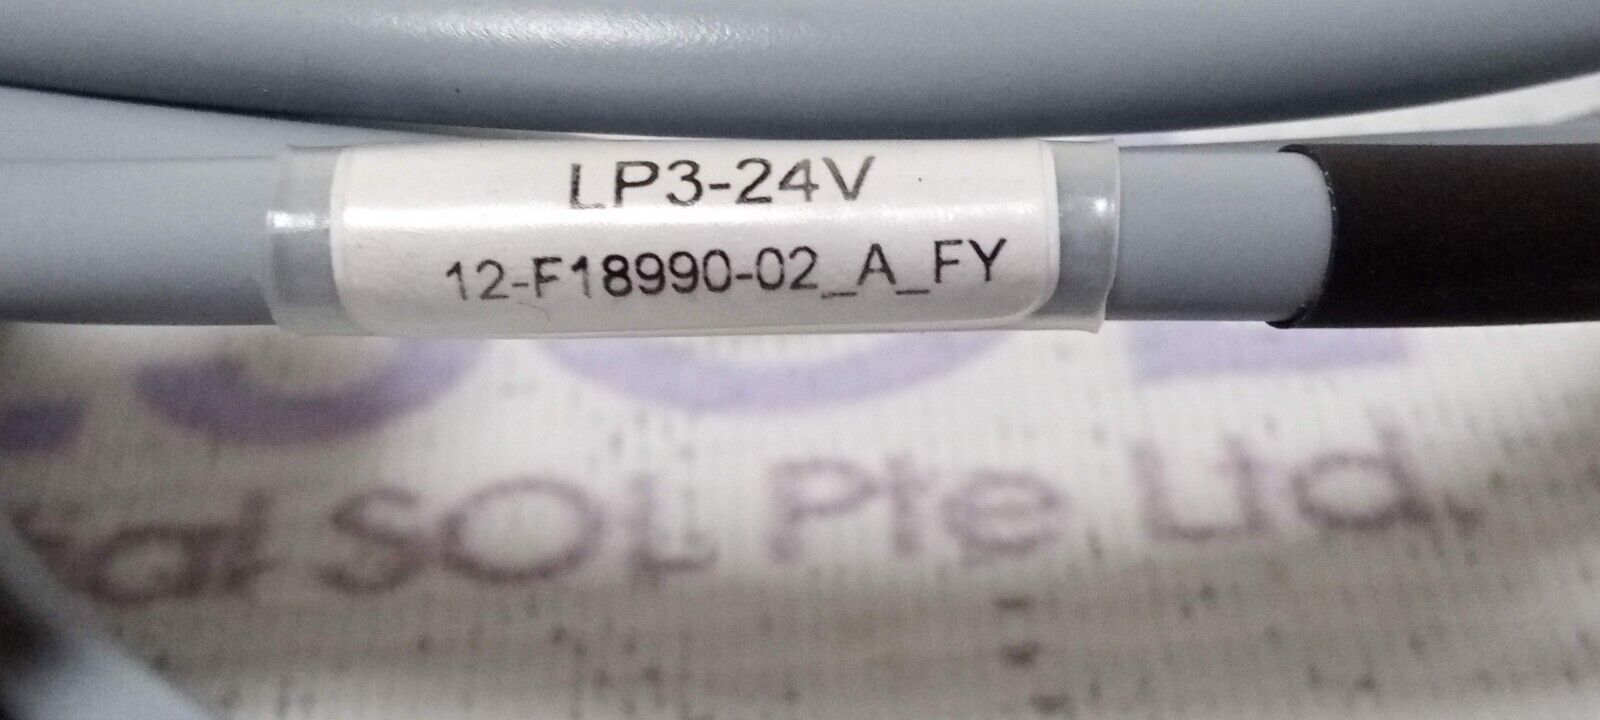 LP3-24V
12-F18990-02_A_FY
SOL Pte Ltd.